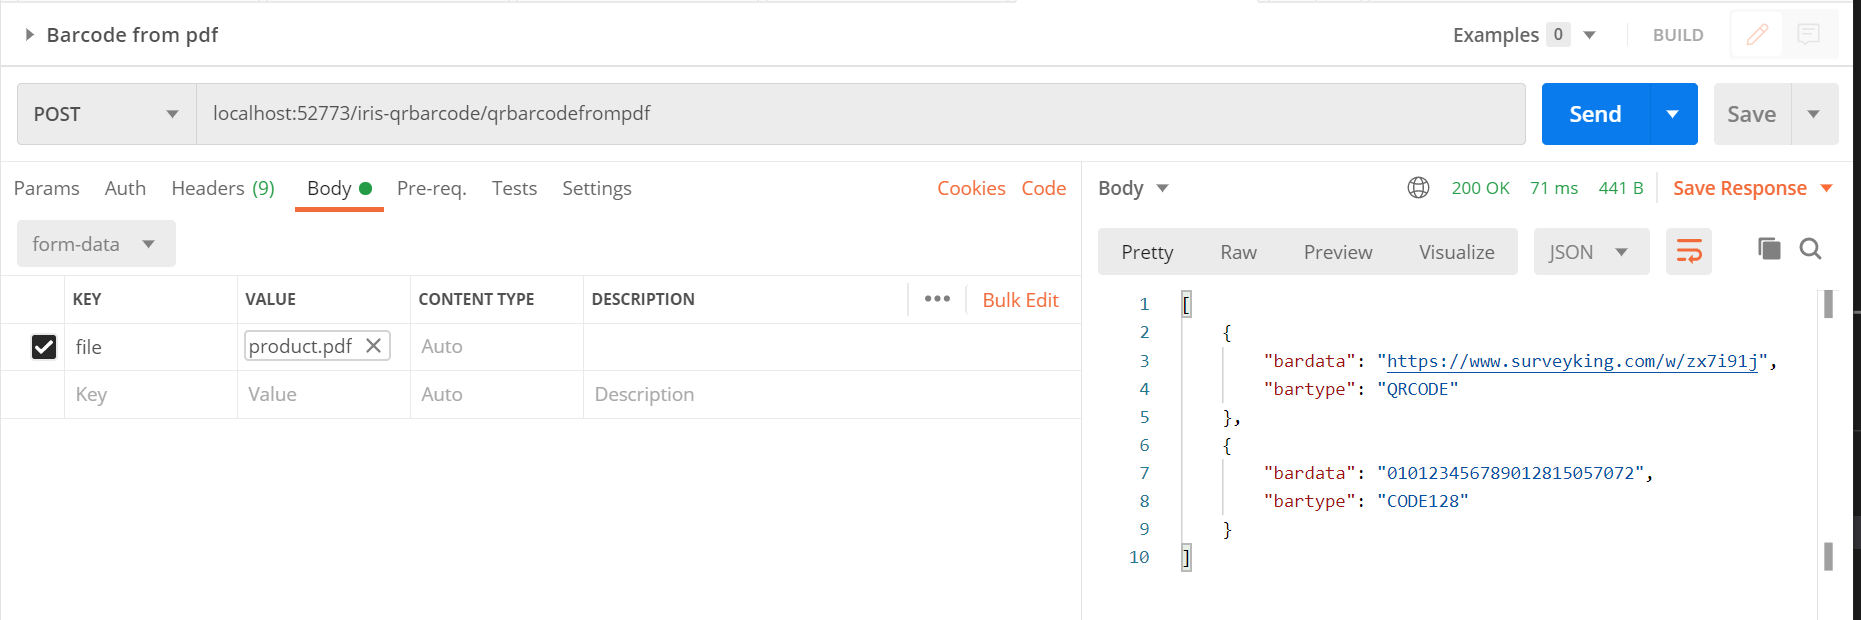 Barcode from pdf
Examples 0 BUILD
POST localhost:52773/iris-qrbarcode/qrbarcodefrompdf Send Save
Params Auth Headers (9) Body Pre-req. Tests Settings Cookies Code
form-data
KEY VALUE CONTENT TYPE DESCRIPTION ••• Bulk Edit
file product.pdf Auto
Key Value Auto Description
Body 200 OK 71 ms 441 B Save Response
Pretty Raw Preview Visualize JSON
1 [
2 {
3 "bardata": "https://www.surveyking.com/w/zx7i91j",
4 "bartype": "QRCODE"
5 },
6 {
7 "bardata": "010123456789012815057072",
8 "bartype": "CODE128"
9 }
10 ]